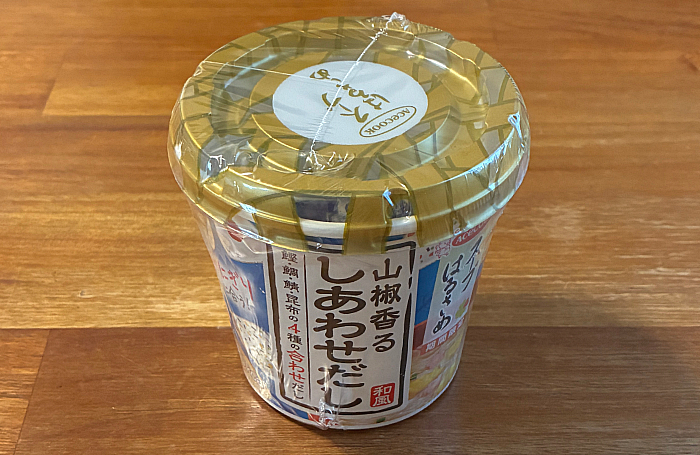 スープ
はるさめ
ACECOOK
山椒香る
しあわせだし
和風
鰹・鯛・鯖・昆布の4種の合わせだし
スープ
はるさめ